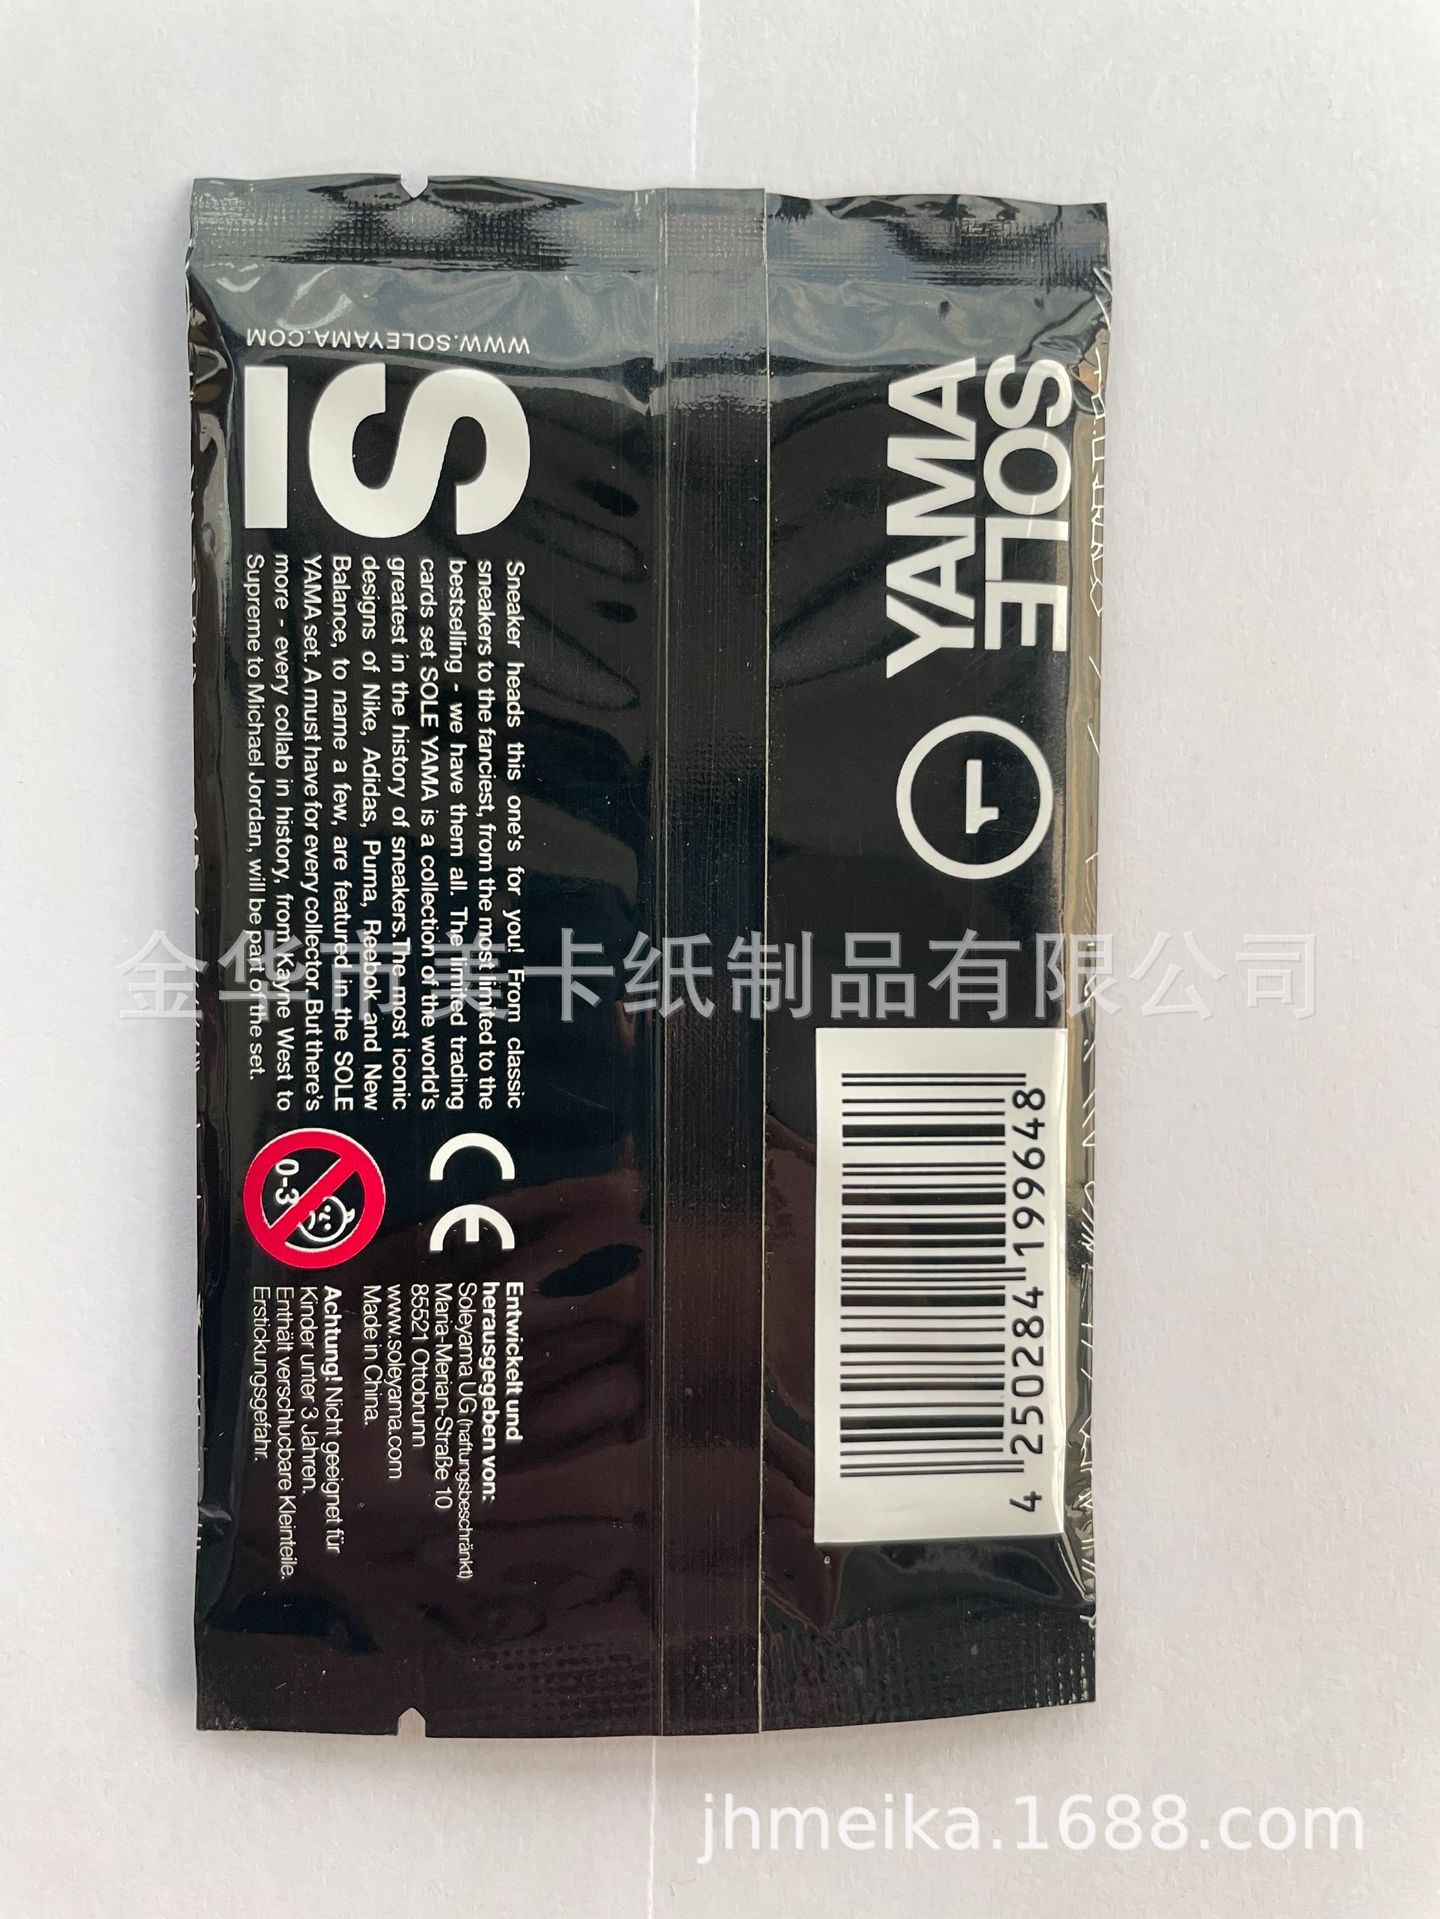 WWW.SOLEYAMA.COM
S
SOLE
YAMA
1
Sneaker heads this one's for you! From classic
sneakers to the fanciest, from the most limited to the
bestselling - we have them all. The limited trading
cards set SOLE YAMA is a collection of the world's
greatest in the history of sneakers.The most iconic
designs of Nike, Adidas, Puma, Reebok and New
Balance, to name a few, are featured in the SOLE
YAMA set. A must have for every collector. But there's
more - every collab in history, from Kayne West to
Supreme to Michael Jordan, will be part of the set.
CE
0-3
Entwickelt und
herausgegeben von:
Soleyama UG (haftungsbeschränkt)
Maria-Merian-Straße 10
85521 Ottobrunn
www.soleyama.com
Made in China.
Achtung! Nicht geeignet für
Kinder unter 3 Jahren.
Enthält verschlucbare Kleinteile.
Erstickungsgefahr.
4 250284 199648
金华市美卡纸制品有限公司
jhmeika.1688.com